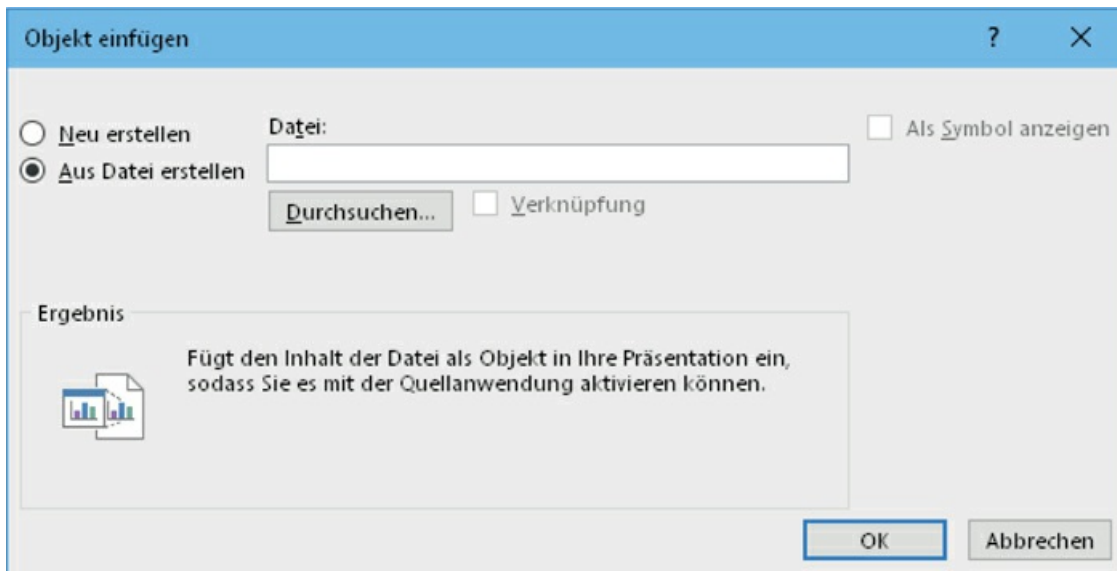 Objekt einfügen
?
Neu erstellen
Datei:
Als Symbol anzeigen
Aus Datei erstellen
Durchsuchen...
Verknüpfung
Ergebnis
Fügt den Inhalt der Datei als Objekt in Ihre Präsentation ein,
sodass Sie es mit der Quellanwendung aktivieren können.
OK
Abbrechen